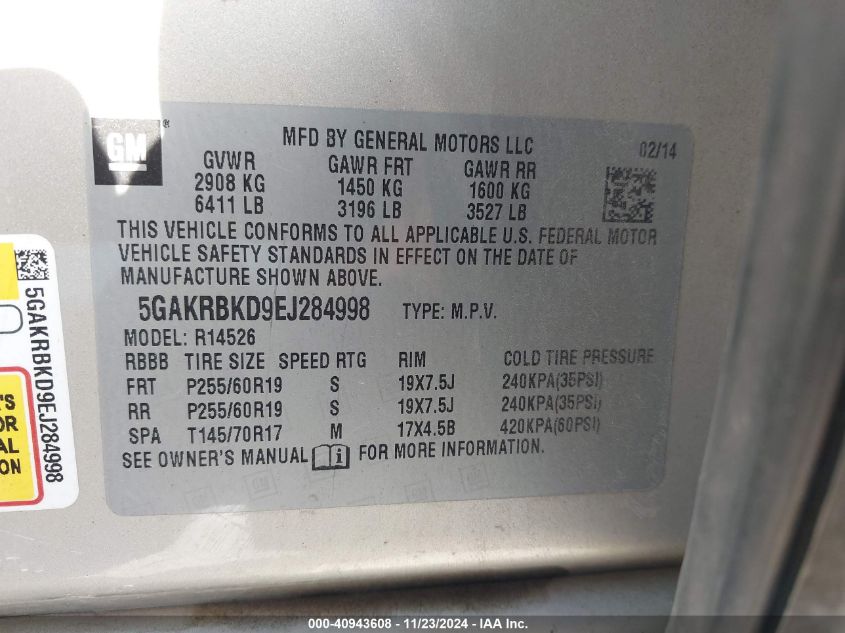 GM ®
MFD BY GENERAL MOTORS LLC 02/14
GVWR GAWR FRT GAWR RR
2908 KG 1450 KG 1600 KG
6411 LB 3196 LB 3527 LB
THIS VEHICLE CONFORMS TO ALL APPLICABLE U.S. FEDERAL MOTOR
VEHICLE SAFETY STANDARDS IN EFFECT ON THE DATE OF
MANUFACTURE SHOWN ABOVE.
5GAKRBKD9EJ284998 TYPE: M.P.V.
MODEL: R14526
RBBB TIRE SIZE SPEED RTG RIM COLD TIRE PRESSURE
FRT P255/60R19 S 19X7.5J 240KPA(35PSI)
RR P255/60R19 S 19X7.5J 240KPA(35PSI)
SPA T145/70R17 M 17X4.5B 420KPA(60PSI)
SEE OWNER'S MANUAL i FOR MORE INFORMATION.
5GAKRBKD9EJ284998
'S
OR
AL
ON
000-40943608 - 11/23/2024 - IAA Inc.